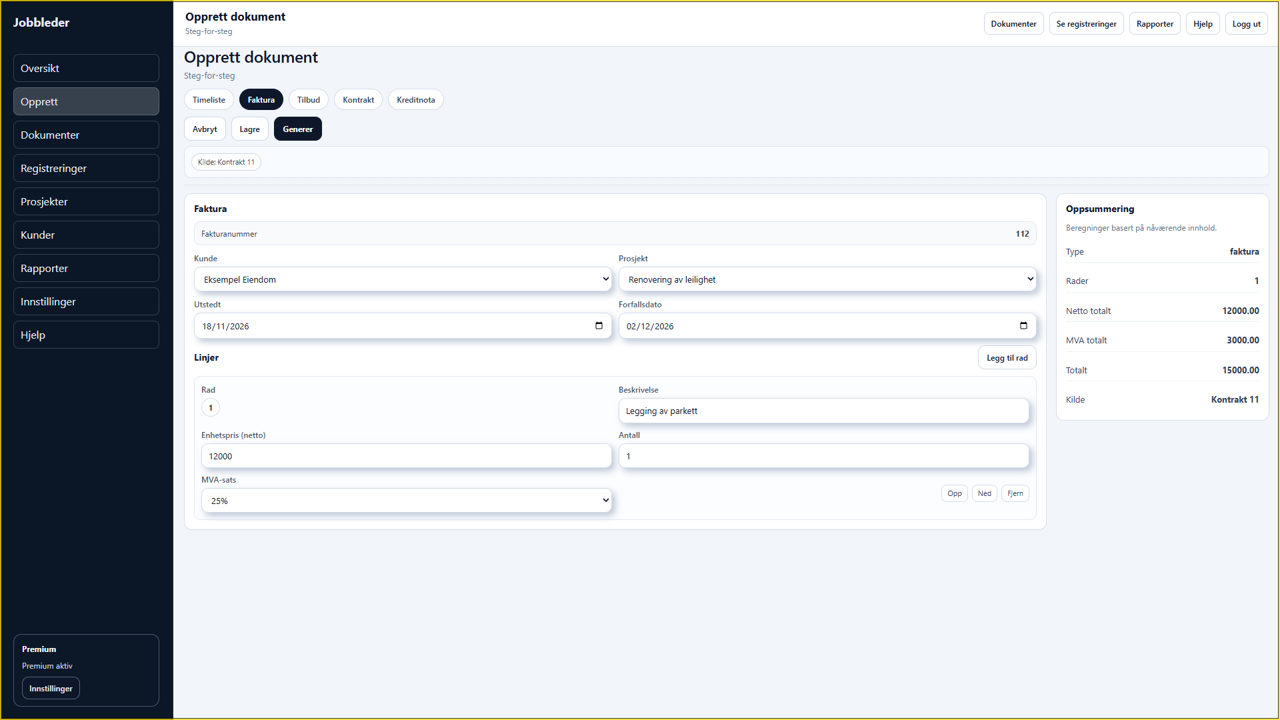 Jobbleder
Oversikt
Opprett
Dokumenter
Registreringer
Prosjekter
Kunder
Rapporter
Innstillinger
Hjelp
Premium
Premium aktiv
Innstillinger
Opprett dokument
Steg-for-steg
Dokumenter
Se registreringer
Rapporter
Hjelp
Logg ut
Opprett dokument
Steg-for-steg
Timeliste
Faktura
Tilbud
Kontrakt
Kreditnota
Avbryt
Lagre
Generer
Kilde: Kontrakt 11
Faktura
Fakturanummer 112
Kunde
Eksempel Eiendom
Prosjekt
Renovering av leilighet
Utstedt
18/11/2026
Forfallsdato
02/12/2026
Linjer
Legg til rad
Rad
1
Beskrivelse
Legging av parkett
Enhetspris (netto)
12000
Antall
1
MVA-sats
25%
Opp
Ned
Fjern
Oppsummering
Beregninger basert på nåværende innhold.
Type faktura
Rader 1
Netto totalt 12000.00
MVA totalt 3000.00
Totalt 15000.00
Kilde Kontrakt 11